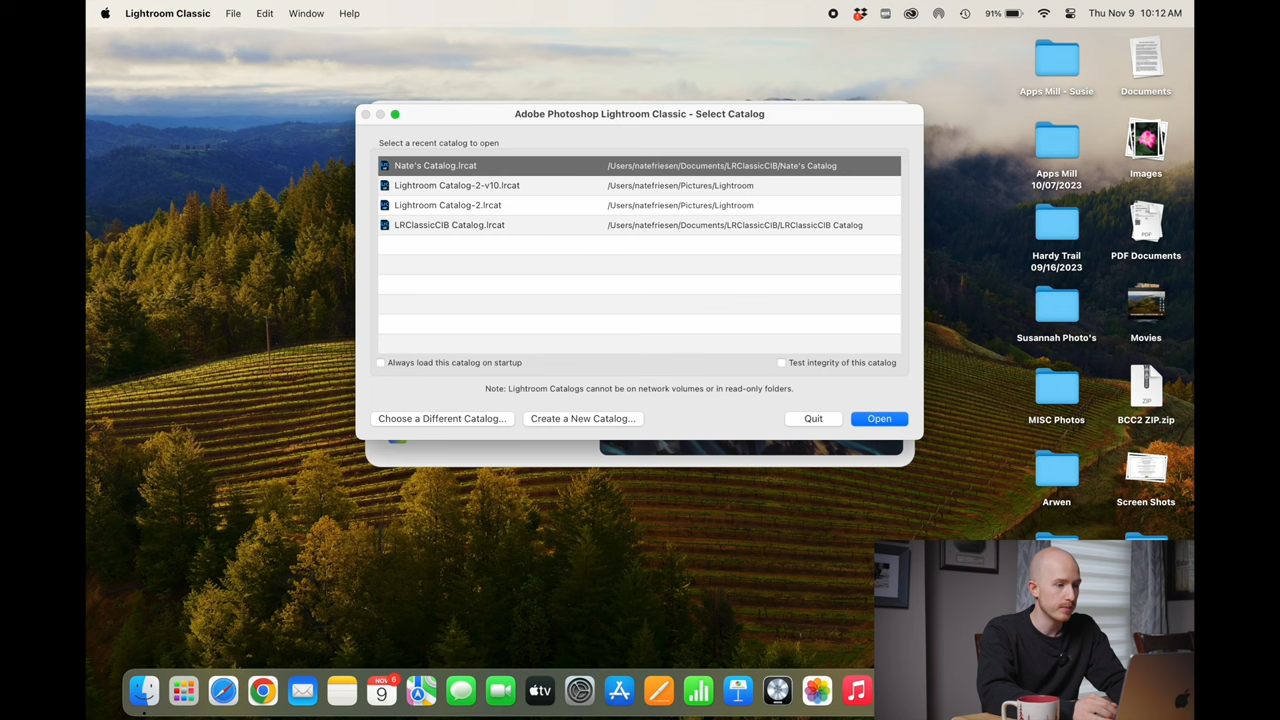 Lightroom Classic File Edit Window Help 91% Thu Nov 9 10:12 AM
Adobe Photoshop Lightroom Classic - Select Catalog
Select a recent catalog to open
Nate's Catalog.lrcat /Users/natefriesen/Documents/LRClassicCIB/Nate's Catalog
Lightroom Catalog-2-v10.lrcat /Users/natefriesen/Pictures/Lightroom
Lightroom Catalog-2.lrcat /Users/natefriesen/Pictures/Lightroom
LRClassicCIB Catalog.lrcat /Users/natefriesen/Documents/LRClassicCIB/LRClassicCIB Catalog
Always load this catalog on startup Test integrity of this catalog
Note: Lightroom Catalogs cannot be on network volumes or in read-only folders.
Choose a Different Catalog... Create a New Catalog... Quit Open
Apps Mill - Susie Documents
Apps Mill
10/07/2023
Images
Hardy Trail
09/16/2023
PDF
PDF Documents
Susannah Photo's Movies
ZIP
MISC Photos BCC2 ZIP.zip
Arwen Screen Shots
NOV 6
9
tv